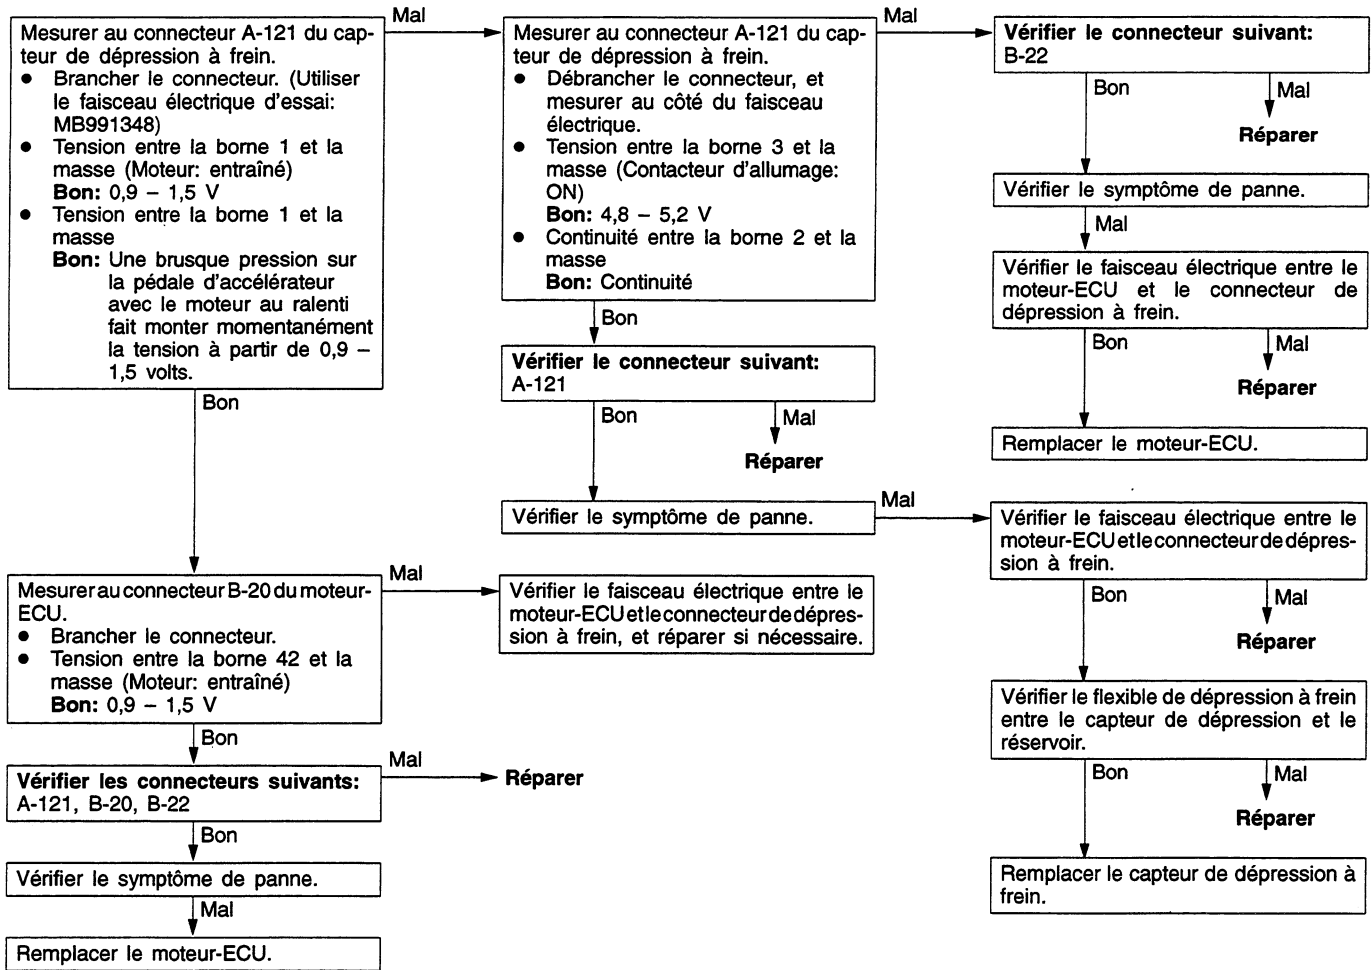 Mal
Mal
Mesurer au connecteur A-121 du cap-
teur de dépression à frein.
● Brancher le connecteur. (Utiliser
le faisceau électrique d'essai:
MB991348)
● Tension entre la borne 1 et la
masse (Moteur: entraîné)
Bon: 0,9 – 1,5 V
● Tension entre la borne 1 et la
masse
Bon: Une brusque pression sur
la pédale d'accélérateur
avec le moteur au ralenti
fait monter momentanément
la tension à partir de 0,9 –
1,5 volts.
Bon
Mesurer au connecteur A-121 du cap-
teur de dépression à frein.
● Débrancher le connecteur, et
mesurer au côté du faisceau
électrique.
● Tension entre la borne 3 et la
masse (Contacteur d'allumage:
ON)
Bon: 4,8 – 5,2 V
● Continuité entre la borne 2 et la
masse
Bon: Continuité
Bon
Vérifier le connecteur suivant:
A-121
Bon
Mal
Réparer
Vérifier le symptôme de panne.
Mal
Vérifier le connecteur suivant:
B-22
Bon
Mal
Réparer
Vérifier le symptôme de panne.
Mal
Vérifier le faisceau électrique entre le
moteur-ECU et le connecteur de
dépression à frein.
Bon
Mal
Réparer
Remplacer le moteur-ECU.
Vérifier le faisceau électrique entre le
moteur-ECU et le connecteur de dépres-
sion à frein.
Bon
Mal
Réparer
Vérifier le flexible de dépression à frein
entre le capteur de dépression et le
réservoir.
Bon
Mal
Réparer
Remplacer le capteur de dépression à
frein.
Mesurer au connecteur B-20 du moteur-
ECU.
● Brancher le connecteur.
● Tension entre la borne 42 et la
masse (Moteur: entraîné)
Bon: 0,9 – 1,5 V
Mal
Vérifier le faisceau électrique entre le
moteur-ECU et le connecteur de dépres-
sion à frein, et réparer si nécessaire.
Bon
Vérifier les connecteurs suivants:
A-121, B-20, B-22
Mal
Réparer
Bon
Vérifier le symptôme de panne.
Mal
Remplacer le moteur-ECU.